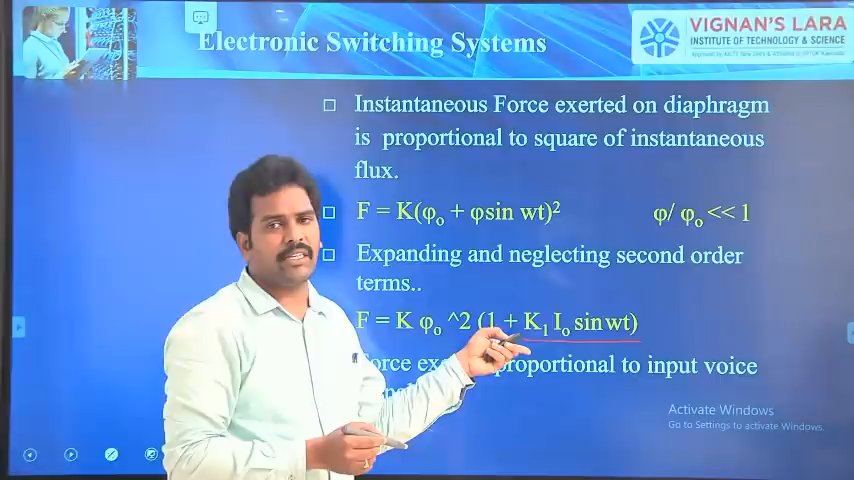 Electronic Switching Systems
VIGNAN'S LARA
INSTITUTE OF TECHNOLOGY & SCIENCE
Instantaneous Force exerted on diaphragm
is proportional to square of instantaneous
flux.
F = K(φₒ + φsin wt)² φ/ φₒ << 1
Expanding and neglecting second order
terms..
F = K φₒ ^2 (1 + K₁ Iₒ sinwt)
Force proportional to input voice
Activate Windows
Go to Settings to activate Windows.